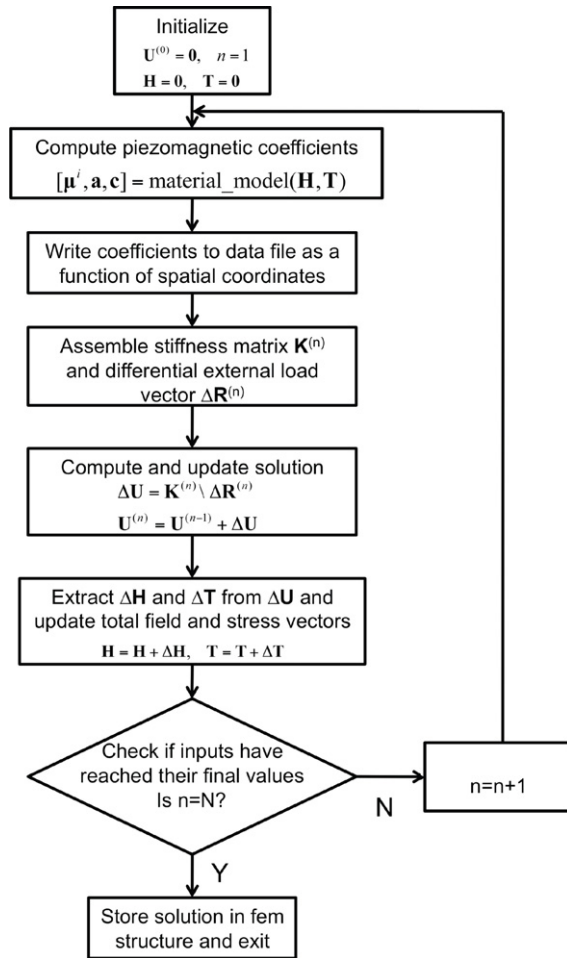 Initialize
U⁽⁰⁾ = 0, n = 1
H = 0, T = 0
Compute piezomagnetic coefficients
[μⁱ, a, c] = material_model(H, T)
Write coefficients to data file as a
function of spatial coordinates
Assemble stiffness matrix K⁽ⁿ⁾
and differential external load
vector ΔR⁽ⁿ⁾
Compute and update solution
ΔU = K⁽ⁿ⁾ \ ΔR⁽ⁿ⁾
U⁽ⁿ⁾ = U⁽ⁿ⁻¹⁾ + ΔU
Extract ΔH and ΔT from ΔU and
update total field and stress vectors
H = H + ΔH, T = T + ΔT
Check if inputs have
reached their final values
Is n=N?
N
n=n+1
Y
Store solution in fem
structure and exit